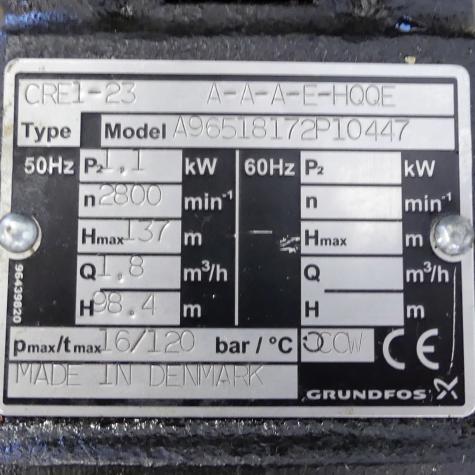 CRE1-23 A-A-A-E-HQQE
Type Model A96518172P10447
50Hz P₂ 1,1 kW 60Hz P₂ kW
n 2800 min⁻¹ n min⁻¹
Hmax 137 m Hmax m
Q 1,8 m³/h Q m³/h
H 98.4 m H m
pmax/tmax 16/120 bar / °C CCW CE
MADE IN DENMARK
GRUNDFOS
96439820